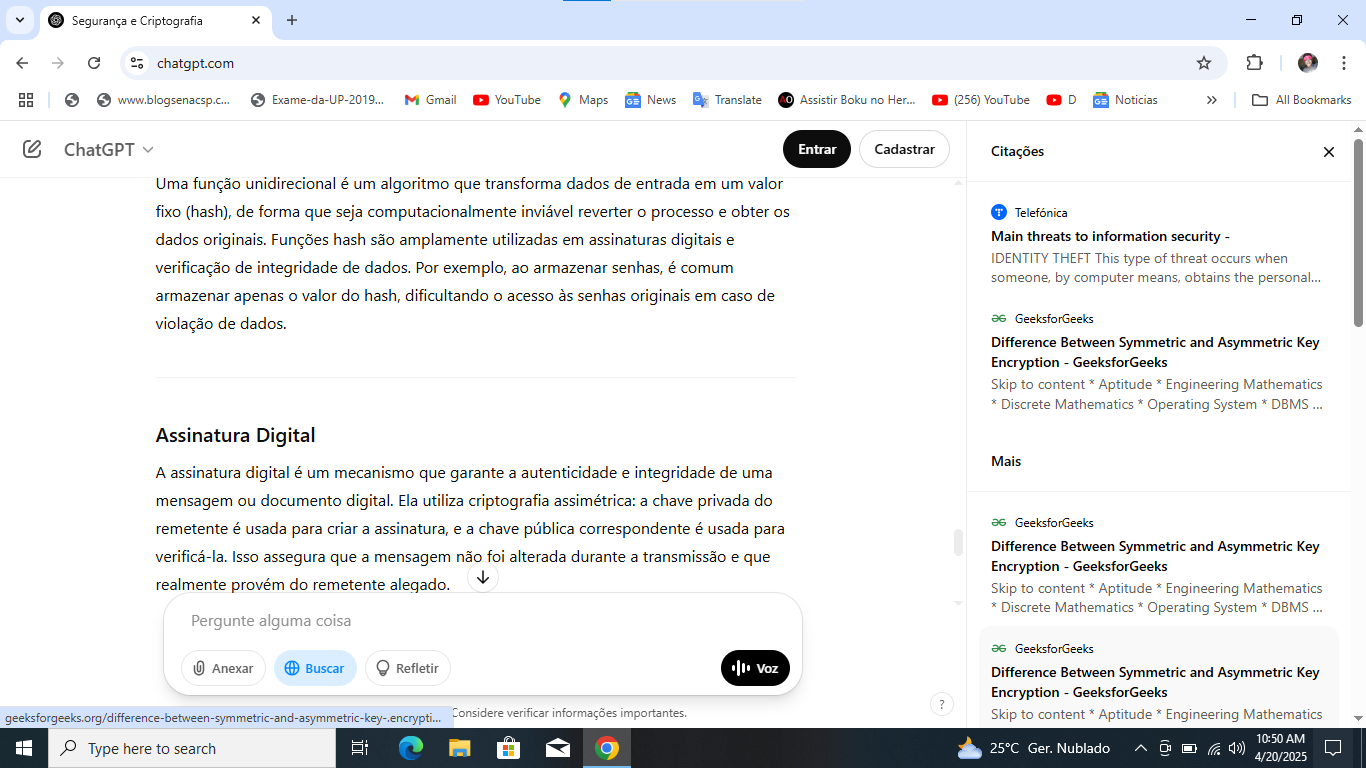 Segurança e Criptografia
chatgpt.com
www.blogsenacsp.c...
Exame-da-UP-2019...
Gmail
YouTube
Maps
News
Translate
Assistir Boku no Her...
(256) YouTube
D
Noticias
All Bookmarks
ChatGPT
Entrar
Cadastrar
Uma função unidirecional é um algoritmo que transforma dados de entrada em um valor
fixo (hash), de forma que seja computacionalmente inviável reverter o processo e obter os
dados originais. Funções hash são amplamente utilizadas em assinaturas digitais e
verificação de integridade de dados. Por exemplo, ao armazenar senhas, é comum
armazenar apenas o valor do hash, dificultando o acesso às senhas originais em caso de
violação de dados.
Assinatura Digital
A assinatura digital é um mecanismo que garante a autenticidade e integridade de uma
mensagem ou documento digital. Ela utiliza criptografia assimétrica: a chave privada do
remetente é usada para criar a assinatura, e a chave pública correspondente é usada para
verificá-la. Isso assegura que a mensagem não foi alterada durante a transmissão e que
realmente provém do remetente alegado.
Pergunte alguma coisa
Anexar
Buscar
Refletir
Voz
Considere verificar informações importantes.
?
geeksforgeeks.org/difference-between-symmetric-and-asymmetric-key-.encrypti...
Citações
Telefónica
Main threats to information security -
IDENTITY THEFT This type of threat occurs when
someone, by computer means, obtains the personal...
GeeksforGeeks
Difference Between Symmetric and Asymmetric Key
Encryption - GeeksforGeeks
Skip to content * Aptitude * Engineering Mathematics
* Discrete Mathematics * Operating System * DBMS ...
Mais
GeeksforGeeks
Difference Between Symmetric and Asymmetric Key
Encryption - GeeksforGeeks
Skip to content * Aptitude * Engineering Mathematics
* Discrete Mathematics * Operating System * DBMS ...
GeeksforGeeks
Difference Between Symmetric and Asymmetric Key
Encryption - GeeksforGeeks
Skip to content * Aptitude * Engineering Mathematics
Type here to search
25°C Ger. Nublado
10:50 AM
4/20/2025